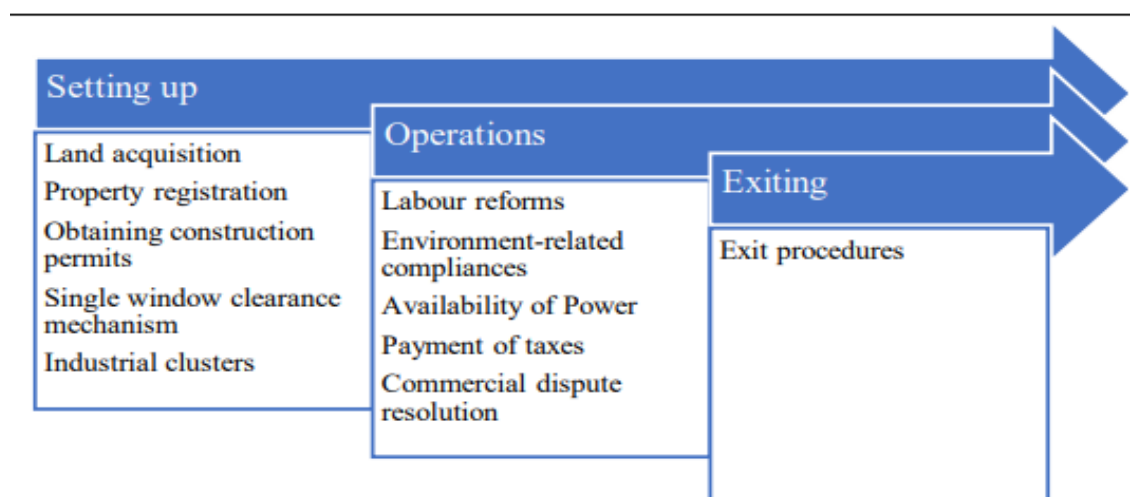 Setting up
Land acquisition
Property registration
Obtaining construction
permits
Single window clearance
mechanism
Industrial clusters
Operations
Labour reforms
Environment-related
compliances
Availability of Power
Payment of taxes
Commercial dispute
resolution
Exiting
Exit procedures